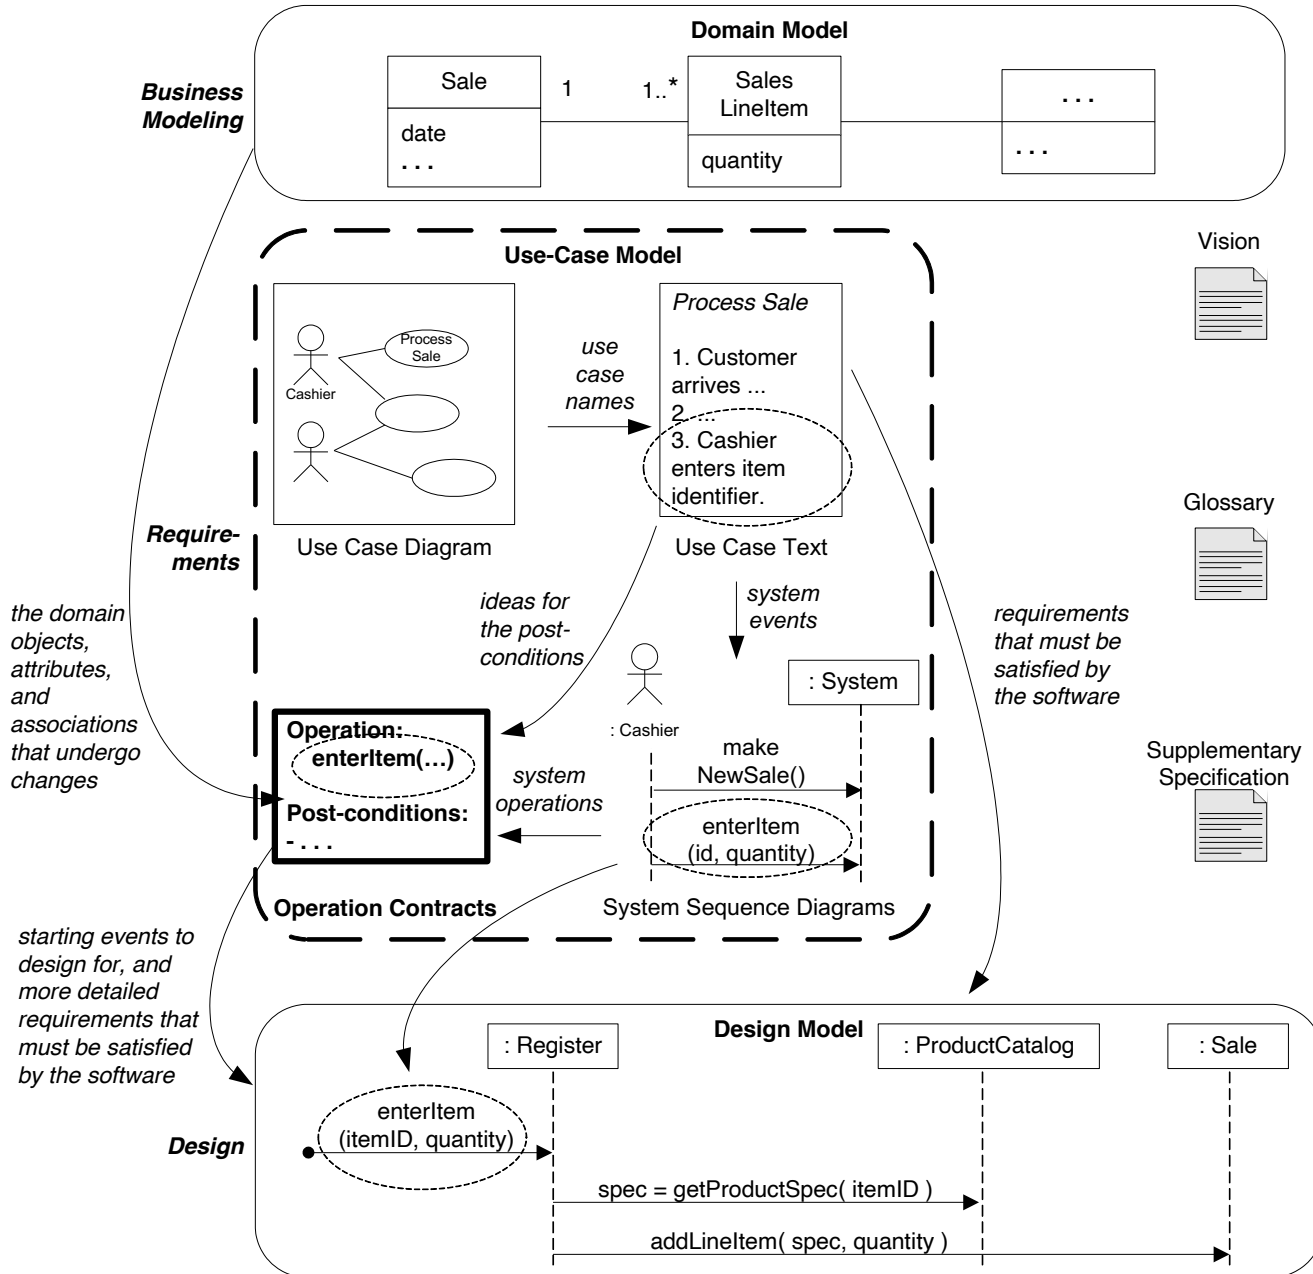 Domain Model
Business
Modeling
Sale
1
1..*
Sales
LineItem
. . .
date
. . .
quantity
. . .
Use-Case Model
Vision
Process
Sale
Cashier
use
case
names
Process Sale
1. Customer
arrives ...
2. ...
3. Cashier
enters item
identifier.
Glossary
Require-
ments
Use Case Diagram
Use Case Text
the domain
objects,
attributes,
and
associations
that undergo
changes
ideas for
the post-
conditions
system
events
requirements
that must be
satisfied by
the software
: System
: Cashier
Operation:
enterItem(…)
Post-conditions:
- . . .
system
operations
make
NewSale()
enterItem
(id, quantity)
Supplementary
Specification
Operation Contracts
System Sequence Diagrams
starting events to
design for, and
more detailed
requirements that
must be satisfied
by the software
Design Model
: Register
: ProductCatalog
: Sale
enterItem
(itemID, quantity)
Design
spec = getProductSpec( itemID )
addLineItem( spec, quantity )